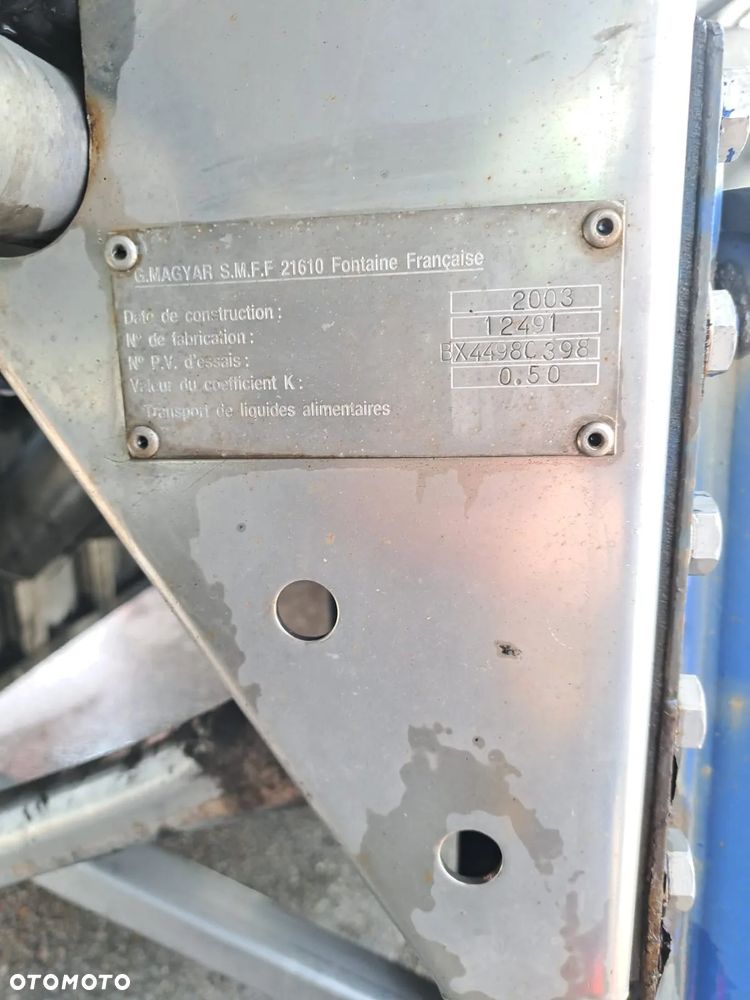 G.MAGYAR S.M.F.F 21610 Fontaine Française
Date de construction : 2003
N° de fabrication : 12491
N° P.V. d'essais : BX4498C398
Valeur du coefficient K : 0.50
Transport de liquides alimentaires
OTOMOTO